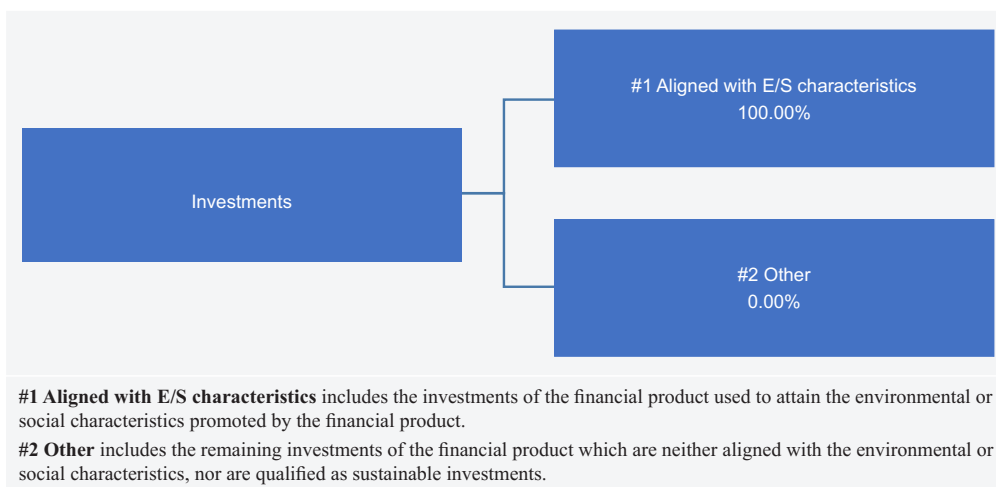 #1 Aligned with E/S characteristics
100.00%
Investments
#2 Other
0.00%
#1 Aligned with E/S characteristics includes the investments of the financial product used to attain the environmental or
social characteristics promoted by the financial product.
#2 Other includes the remaining investments of the financial product which are neither aligned with the environmental or
social characteristics, nor are qualified as sustainable investments.